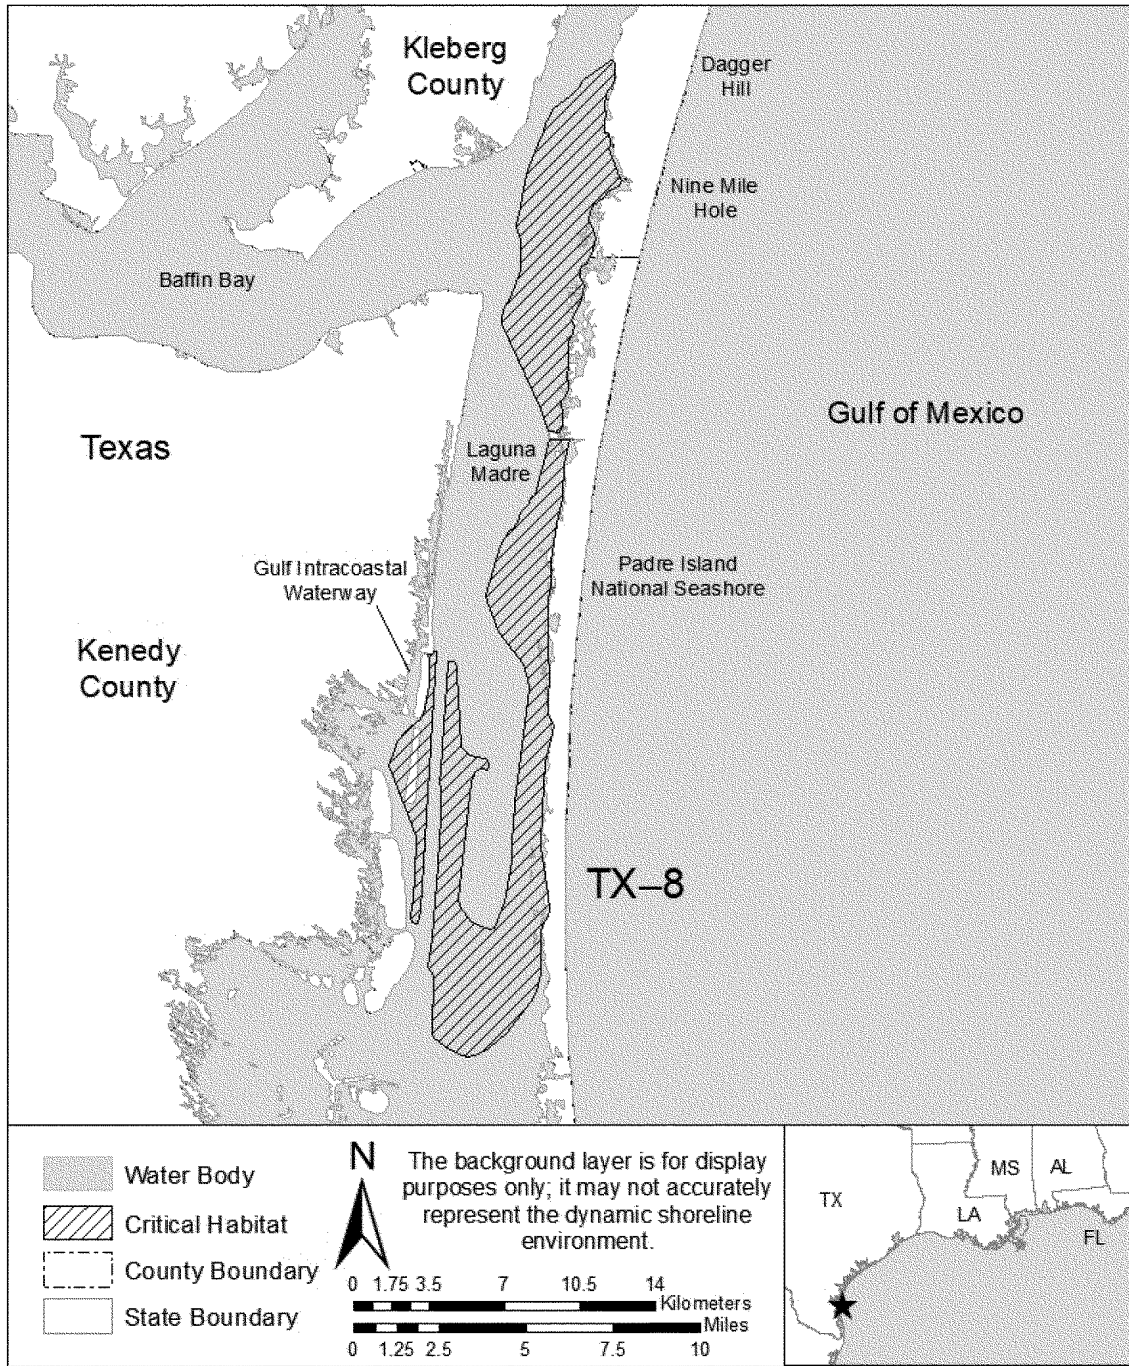 Kleberg
County
Dagger
Hill
Nine Mile
Hole
Baffin Bay
Gulf of Mexico
Texas
Laguna
Madre
Gulf Intracoastal
Waterway
Padre Island
National Seashore
Kenedy
County
TX–8
Water Body
Critical Habitat
County Boundary
State Boundary
N
The background layer is for display
purposes only; it may not accurately
represent the dynamic shoreline
environment.
0 1.75 3.5 7 10.5 14
Kilometers
Miles
0 1.25 2.5 5 7.5 10
TX
LA
MS
AL
FL